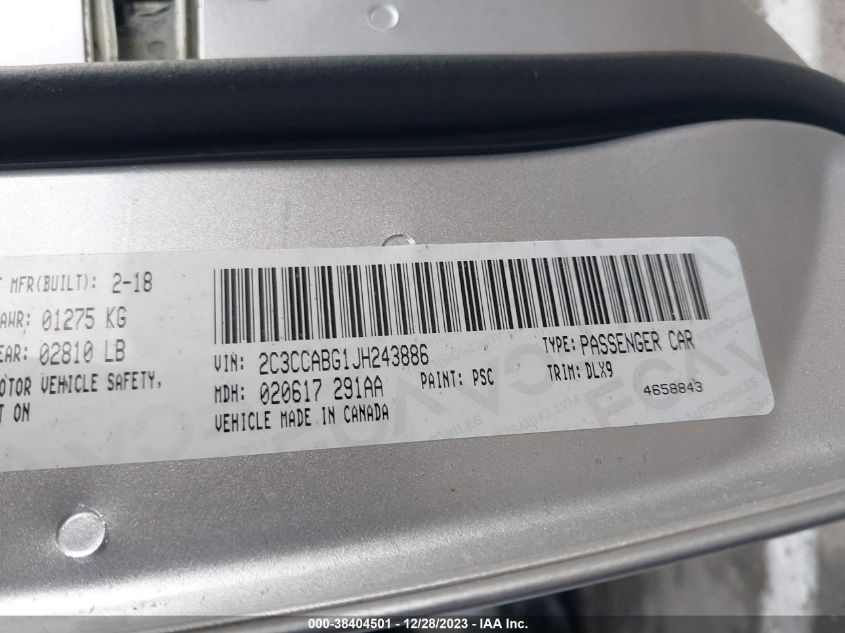 MFR(BUILT): 2-18
AWR: 01275 KG
EAR: 02810 LB
OTOR VEHICLE SAFETY,
T ON
VIN: 2C3CCABG1JH243886
TYPE: PASSENGER CAR
MDH: 020617 291AA
PAINT: PSC
TRIM: DLX9
VEHICLE MADE IN CANADA
4658843
000-38404501 - 12/28/2023 - IAA Inc.